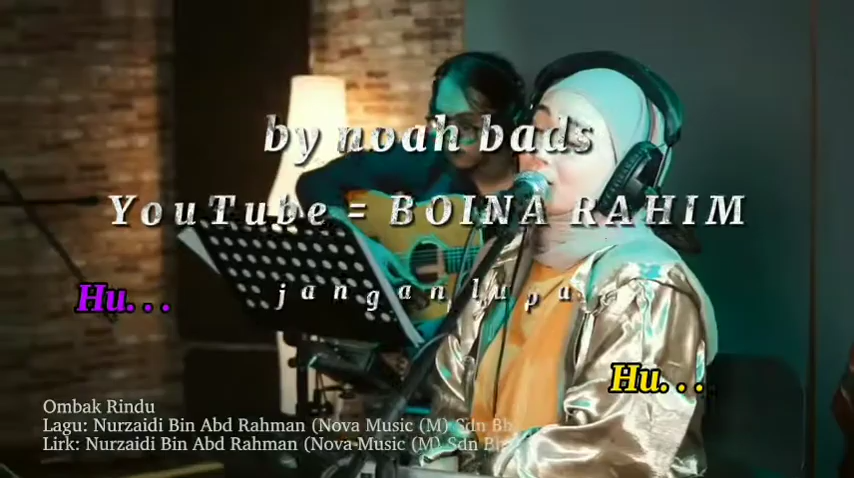 by noah bads
YouTube = BOINA RAHIM
jangan lupa
Hu. . .
Hu. . .
Ombak Rindu
Lagu: Nurzaidi Bin Abd Rahman (Nova Music (M) Sdn Bh
Lirk: Nurzaidi Bin Abd Rahman (Nova Music (M) Sdn Bh